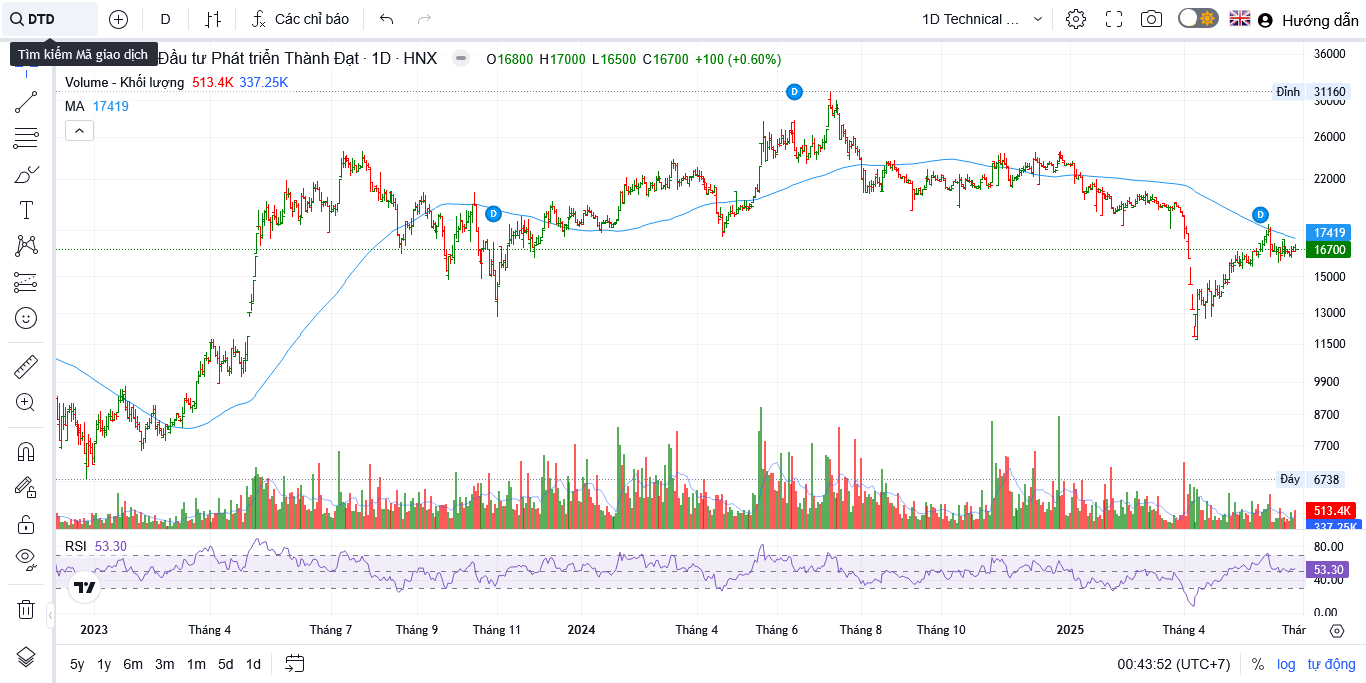 DTD
D
Các chỉ báo
1D Technical ...
Hướng dẫn
Tìm kiếm Mã giao dịch
Đầu tư Phát triển Thành Đạt · 1D · HNX
O16800 H17000 L16500 C16700 +100 (+0.60%)
Volume - Khối lượng 513.4K 337.25K
MA 17419
36000
Đỉnh 31160
30000
26000
22000
17419
16700
15000
13000
11500
9900
8700
7700
Đáy 6738
513.4K
337.25K
D
D
D
RSI 53.30
80.00
53.30
40.00
0.00
2023 Tháng 4 Tháng 7 Tháng 9 Tháng 11 2024 Tháng 4 Tháng 6 Tháng 8 Tháng 10 2025 Tháng 4 Thár
5y 1y 6m 3m 1m 5d 1d
00:43:52 (UTC+7) % log tự động